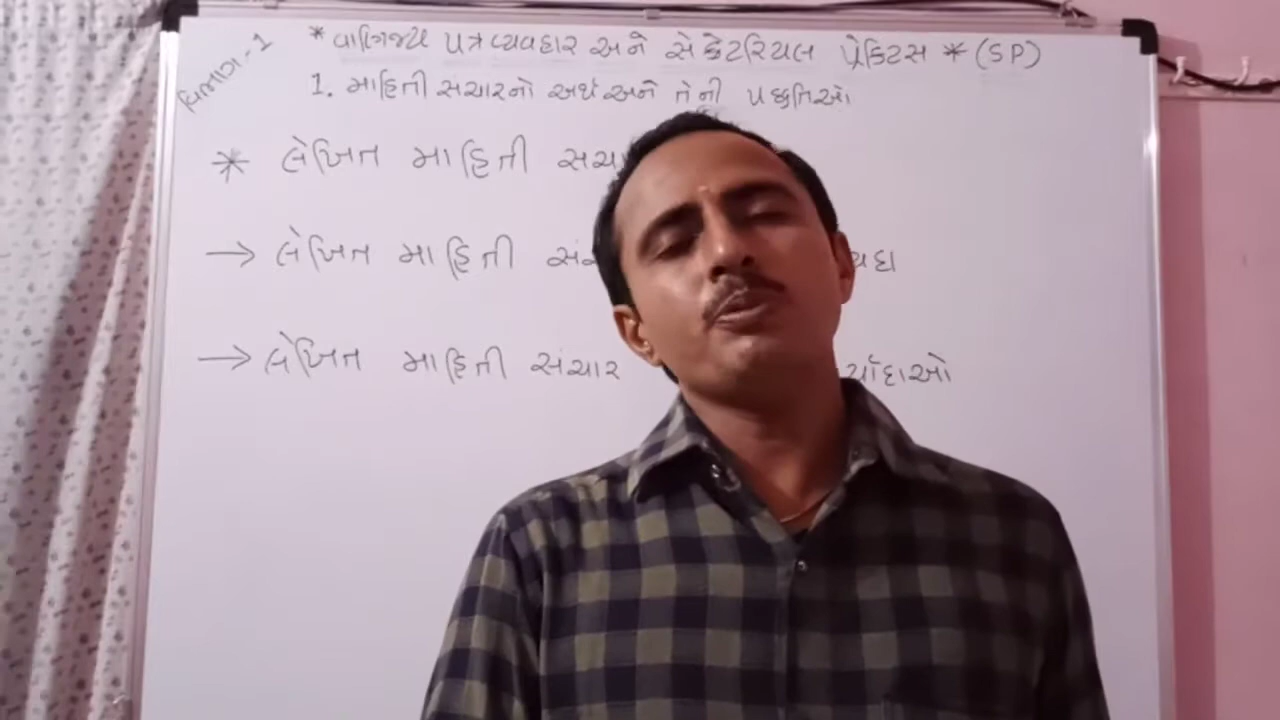 વિભાગ-1
* વાણિજ્ય પત્રવ્યવહાર અને સેક્રેટરિયલ પ્રેક્ટિસ * (SP)
1. માહિતી સંચારનો અર્થ અને તેની પદ્ધતિઓ
* લેખિત માહિતી
→ લેખિત માહિતી
→ લેખિત માહિતી સંચાર